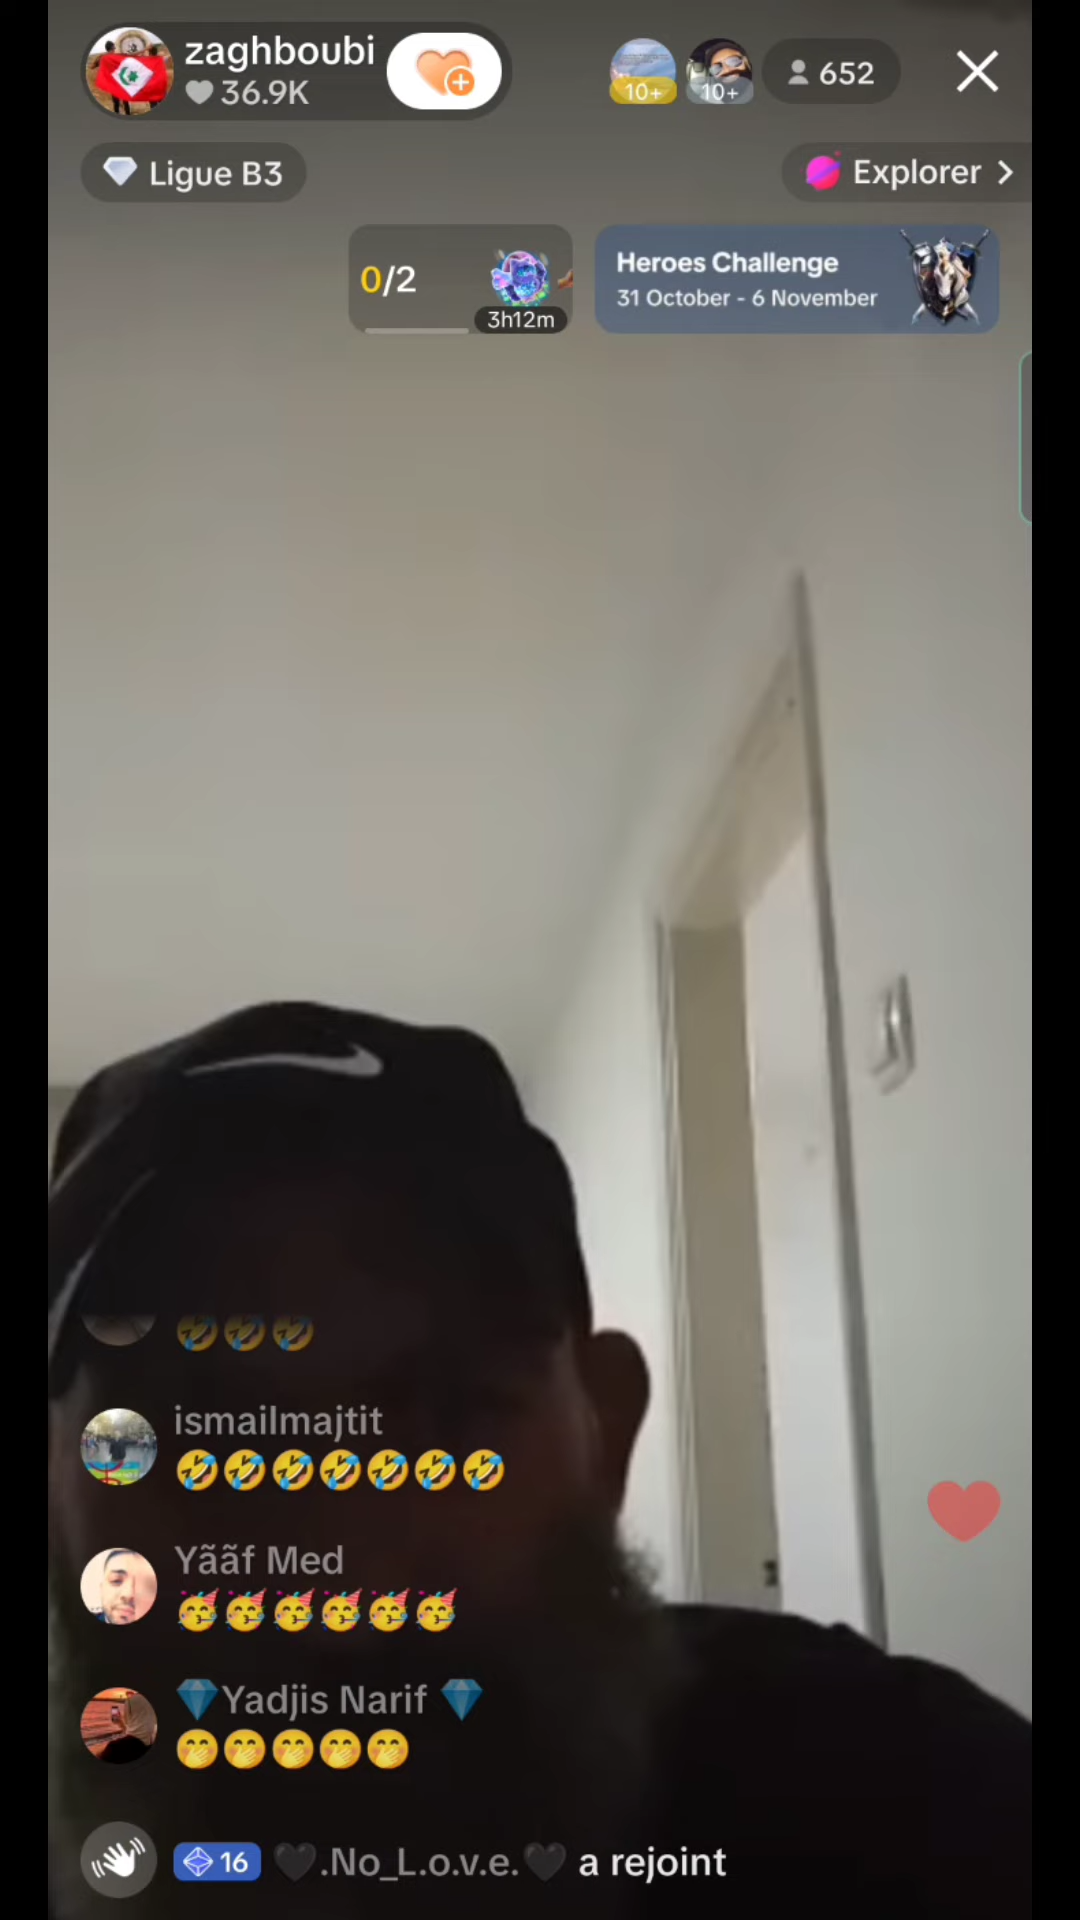 zaghboubi
36.9K
10+
10+
652
Ligue B3
Explorer
0/2
3h12m
Heroes Challenge
31 October - 6 November
🤣🤣🤣
ismailmajtit
🤣🤣🤣🤣🤣🤣🤣
Yããf Med
🥳🥳🥳🥳🥳🥳
💎Yadjis Narif 💎
🤭🤭🤭🤭🤭
16 🖤.No_L.o.v.e.🖤 a rejoint